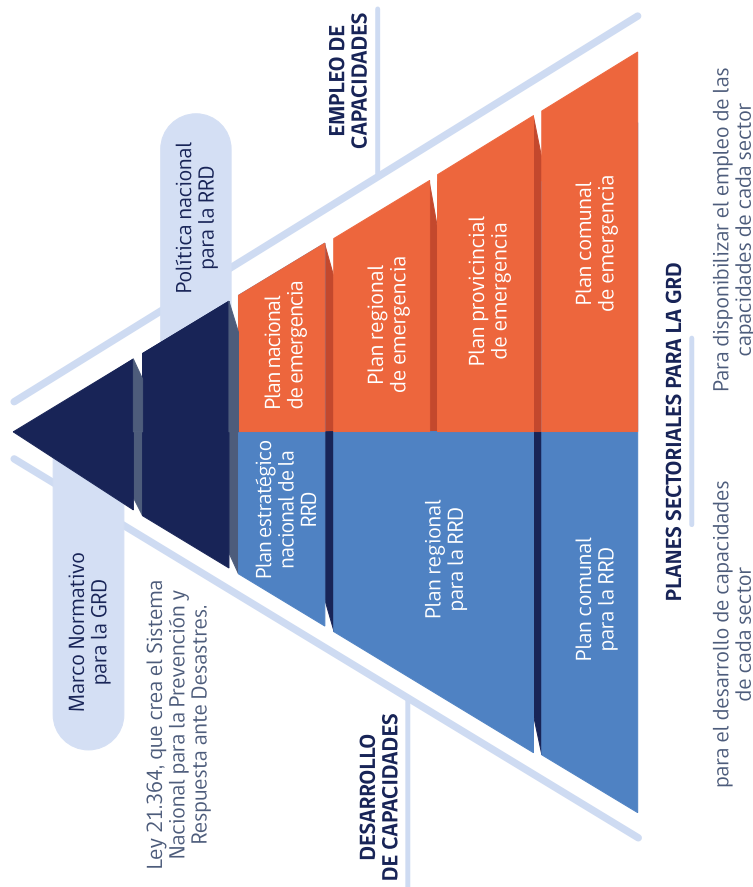 Marco Normativo
para la GRD
Ley 21.364, que crea el Sistema
Nacional para la Prevención y
Respuesta ante Desastres.
Política nacional
para la RRD
DESARROLLO
DE CAPACIDADES
EMPLEO DE
CAPACIDADES
Plan estratégico
nacional de la
RRD
Plan nacional
de emergencia
Plan regional
para la RRD
Plan regional
de emergencia
Plan provicincial
de emergencia
Plan comunal
para la RRD
Plan comunal
de emergencia
PLANES SECTORIALES PARA LA GRD
para el desarrollo de capacidades
de cada sector
Para disponibilizar el empleo de las
capacidades de cada sector